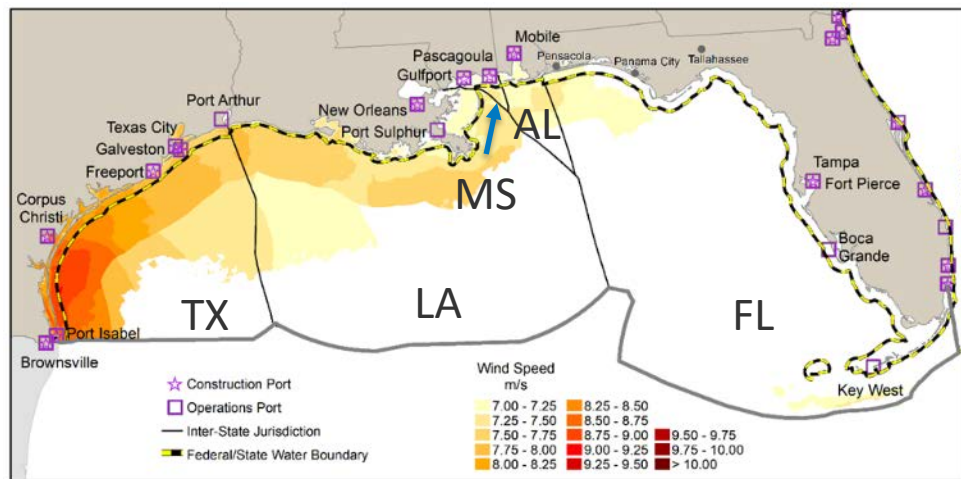 Mobile
Pascagoula
Pensacola
Tallahassee
Gulfport
Panama City
Port Arthur
New Orleans
Texas City
Port Sulphur
AL
Galveston
Freeport
Tampa
Fort Pierce
MS
Corpus
Christi
Boca
Grande
TX
LA
FL
Port Isabel
Brownsville
Key West
Construction Port
Operations Port
Inter-State Jurisdiction
Federal/State Water Boundary
Wind Speed
m/s
7.00 - 7.25
7.25 - 7.50
7.50 - 7.75
7.75 - 8.00
8.00 - 8.25
8.25 - 8.50
8.50 - 8.75
8.75 - 9.00
9.00 - 9.25
9.25 - 9.50
9.50 - 9.75
9.75 - 10.00
> 10.00